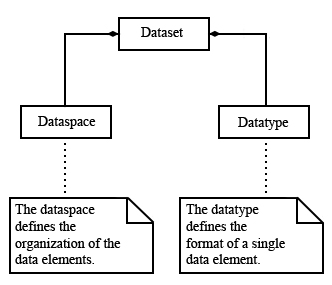 Dataset
Dataspace
Datatype
The dataspace
defines the
organization of the
data elements.
The datatype
defines the
format of a single
data element.